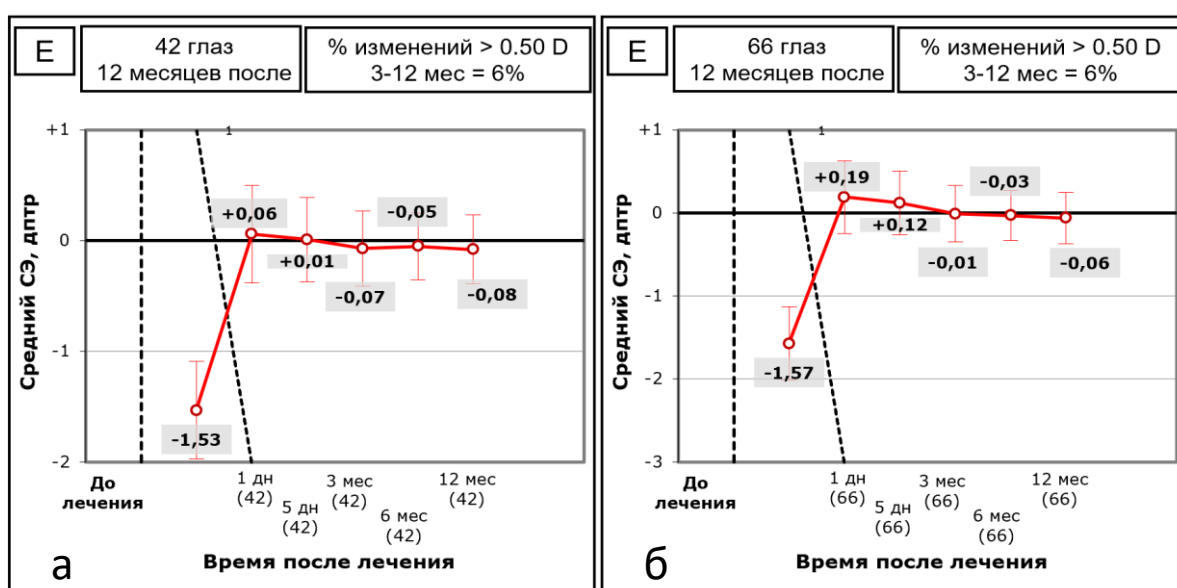 E
42 глаз
12 месяцев после
% изменений > 0.50 D
3-12 мес = 6%
Средний СЭ, дптр
+1
0
-1
-2
1
+0,06
+0,01
-0,07
-0,05
-0,08
-1,53
До
лечения
1 дн
(42)
5 дн
(42)
3 мес
(42)
6 мес
(42)
12 мес
(42)
Время после лечения
а
E
66 глаз
12 месяцев после
% изменений > 0.50 D
3-12 мес = 6%
Средний СЭ, дптр
+1
0
-1
-2
-3
1
+0,19
+0,12
-0,01
-0,03
-0,06
-1,57
До
лечения
1 дн
(66)
5 дн
(66)
3 мес
(66)
6 мес
(66)
12 мес
(66)
Время после лечения
б